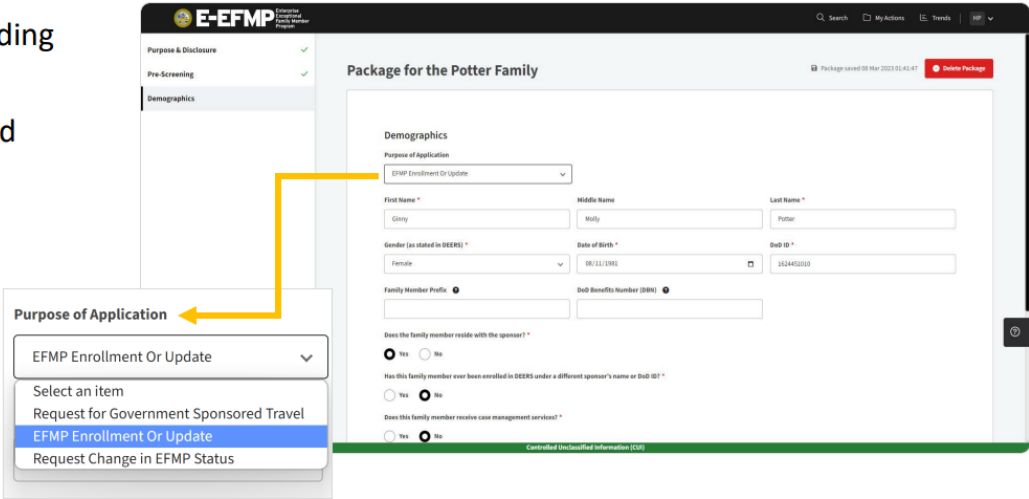 ding
d
E-EFMP Enterprise Exceptional Family Member Program
Search My Actions Trends HP
Purpose & Disclosure
Pre-Screening
Demographics
Package for the Potter Family
Package saved 08 Mar 2023 01:41:47 Delete Package
Demographics
Purpose of Application
EFMP Enrollment Or Update
First Name * Middle Name Last Name *
Ginny Molly Potter
Gender (as stated in DEERS) * Date of Birth * DoD ID *
Female 08/11/1981 1624451010
Family Member Prefix DoD Benefits Number (DBN)
Does the family member reside with the sponsor? *
Yes No
Has this family member ever been enrolled in DEERS under a different sponsor's name or DoD ID? *
Yes No
Does this family member receive case management services? *
Yes No
Controlled Unclassified Information (CUI)
Purpose of Application
EFMP Enrollment Or Update
Select an item
Request for Government Sponsored Travel
EFMP Enrollment Or Update
Request Change in EFMP Status